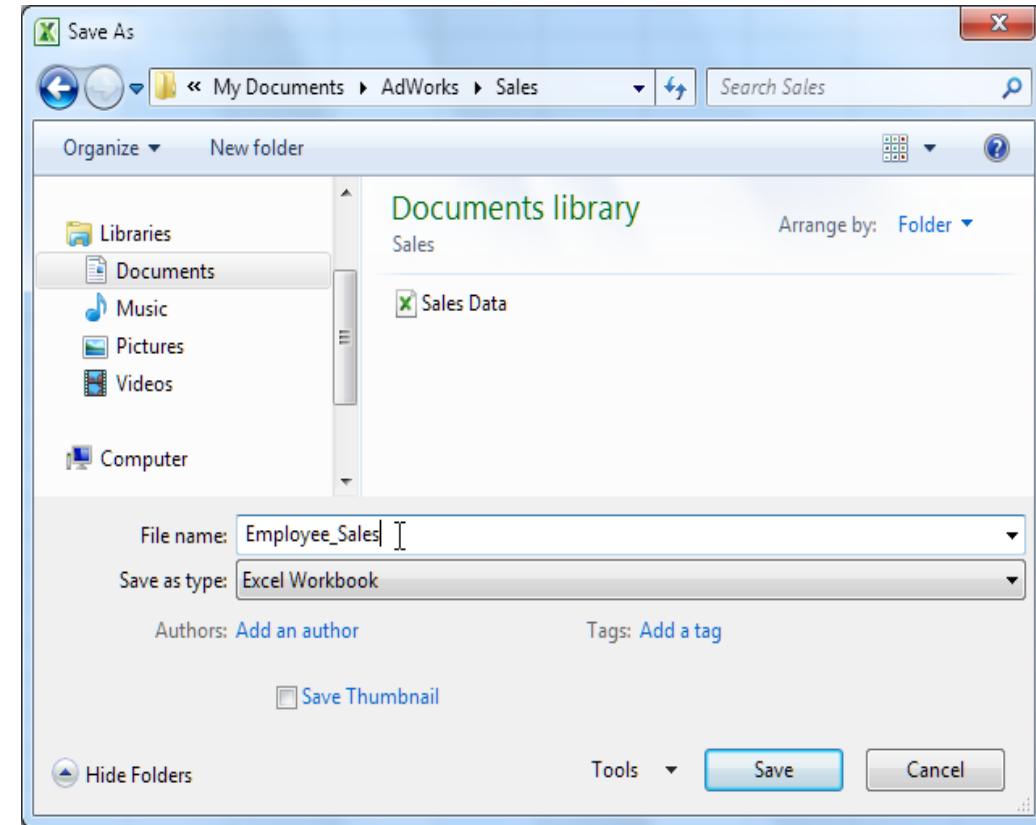 Save As
« My Documents ▸ AdWorks ▸ Sales
Search Sales
Organize
New folder
Documents library
Sales
Arrange by: Folder
Libraries
Documents
Music
Pictures
Videos
Computer
Sales Data
File name: Employee_Sales
Save as type: Excel Workbook
Authors: Add an author
Tags: Add a tag
Save Thumbnail
Hide Folders
Tools
Save
Cancel